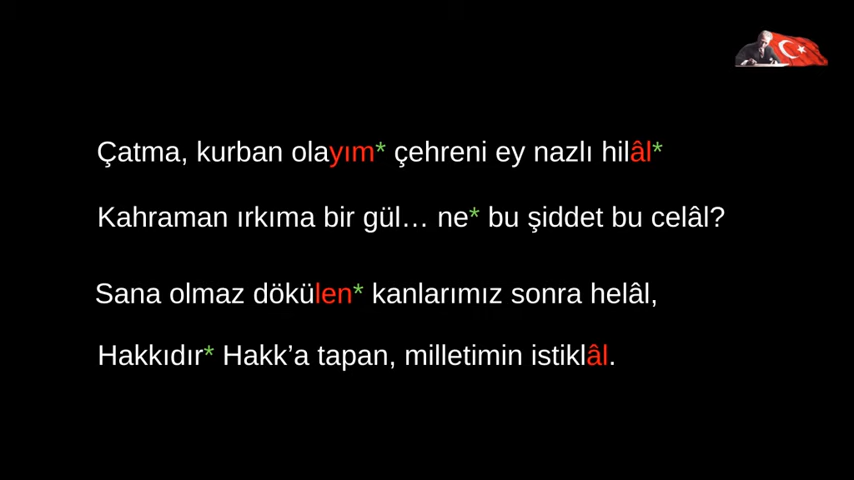 Çatma, kurban olayım* çehreni ey nazlı hilâl*
Kahraman ırkıma bir gül… ne* bu şiddet bu celâl?
Sana olmaz dökülen* kanlarımız sonra helâl,
Hakkıdır* Hakk’a tapan, milletimin istiklâl.